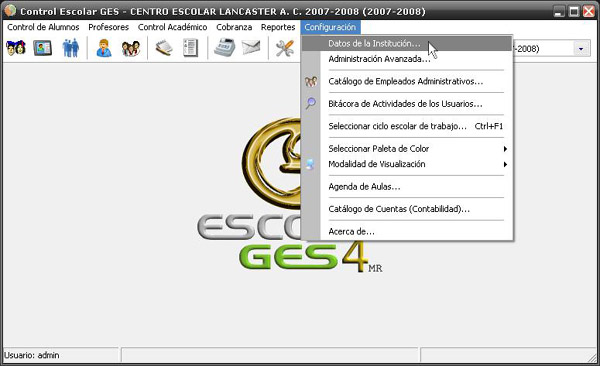 Control Escolar GES - CENTRO ESCOLAR LANCASTER A. C. 2007-2008 (2007-2008)
Control de Alumnos Profesores Control Académico Cobranza Reportes Configuración
-2008)
Datos de la Institución...
Administración Avanzada...
Catálogo de Empleados Administrativos...
Bitácora de Actividades de los Usuarios...
Seleccionar ciclo escolar de trabajo... Ctrl+F1
Seleccionar Paleta de Color
Modalidad de Visualización
Agenda de Aulas...
Catálogo de Cuentas (Contabilidad)...
Acerca de...
ESCO
GES4 MR
Usuario: admin